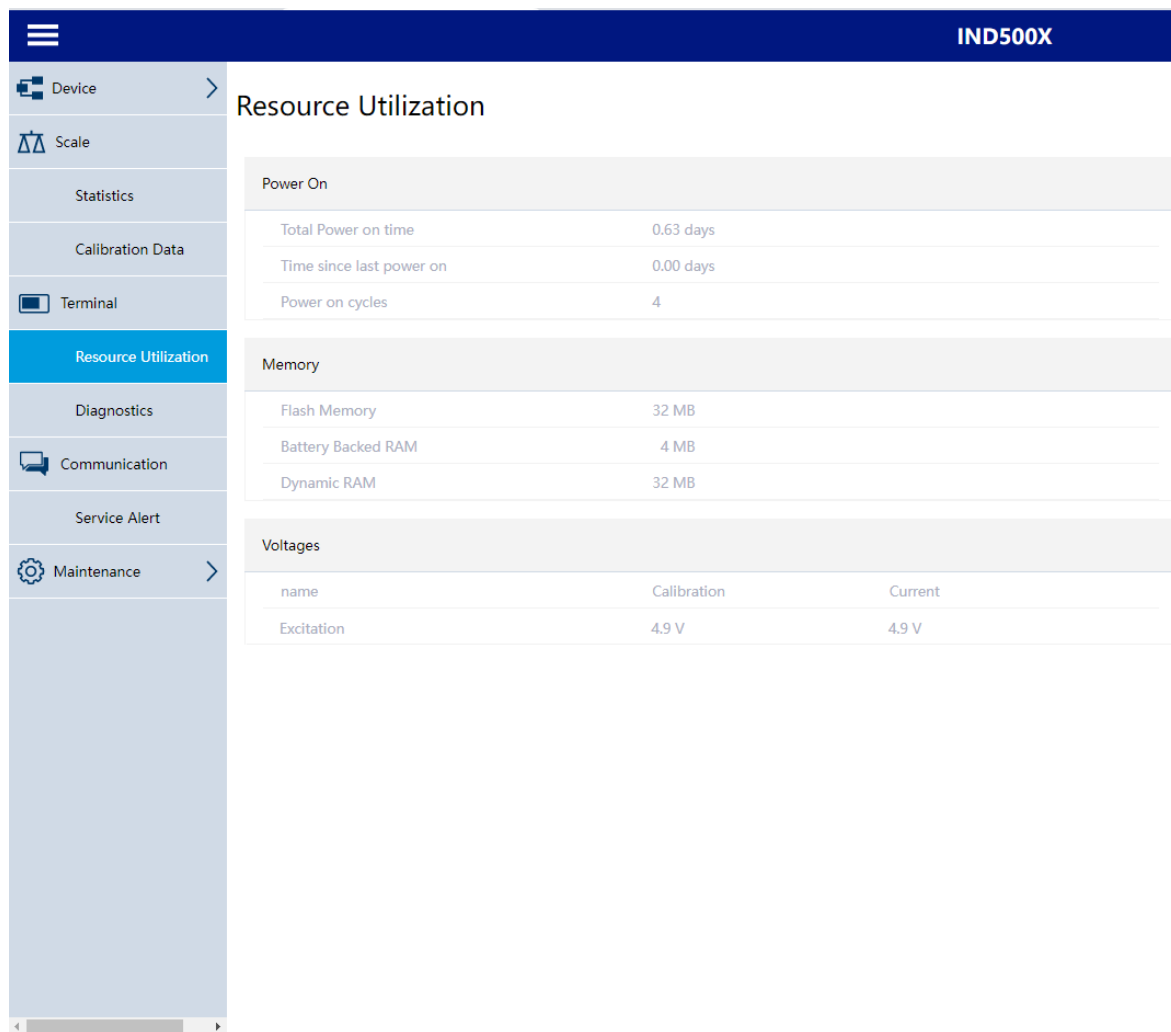 IND500X
Device
Scale
Statistics
Calibration Data
Terminal
Resource Utilization
Diagnostics
Communication
Service Alert
Maintenance
Resource Utilization
Power On
Total Power on time 0.63 days
Time since last power on 0.00 days
Power on cycles 4
Memory
Flash Memory 32 MB
Battery Backed RAM 4 MB
Dynamic RAM 32 MB
Voltages
name Calibration Current
Excitation 4.9 V 4.9 V